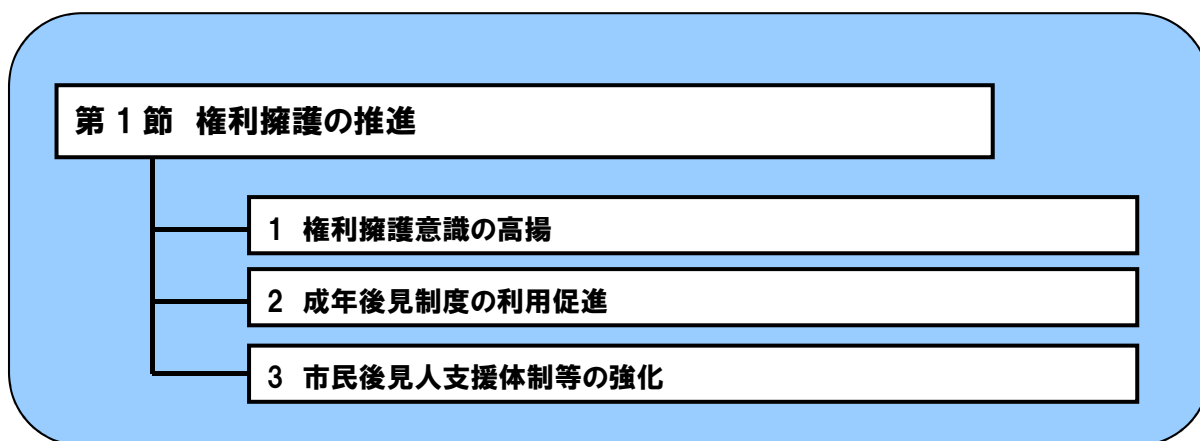 第1節 権利擁護の推進
1 権利擁護意識の高揚
2 成年後見制度の利用促進
3 市民後見人支援体制等の強化